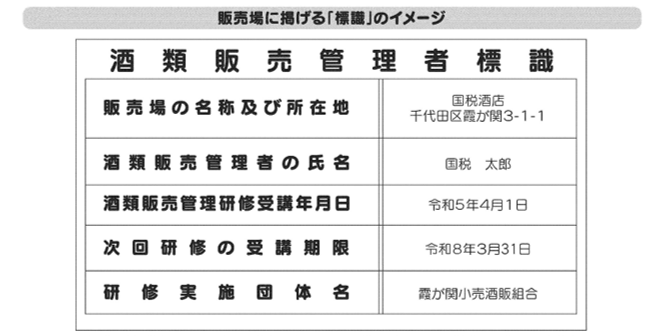 販売場に掲げる｢標識｣のイメージ
酒類販売管理者標識
販売場の名称及び所在地
国税酒店
千代田区霞が関3-1-1
酒類販売管理者の氏名
国税　太郎
酒類販売管理研修受講年月日
令和5年4月1日
次回研修の受講期限
令和8年3月31日
研修実施団体名
霞が関小売酒販組合